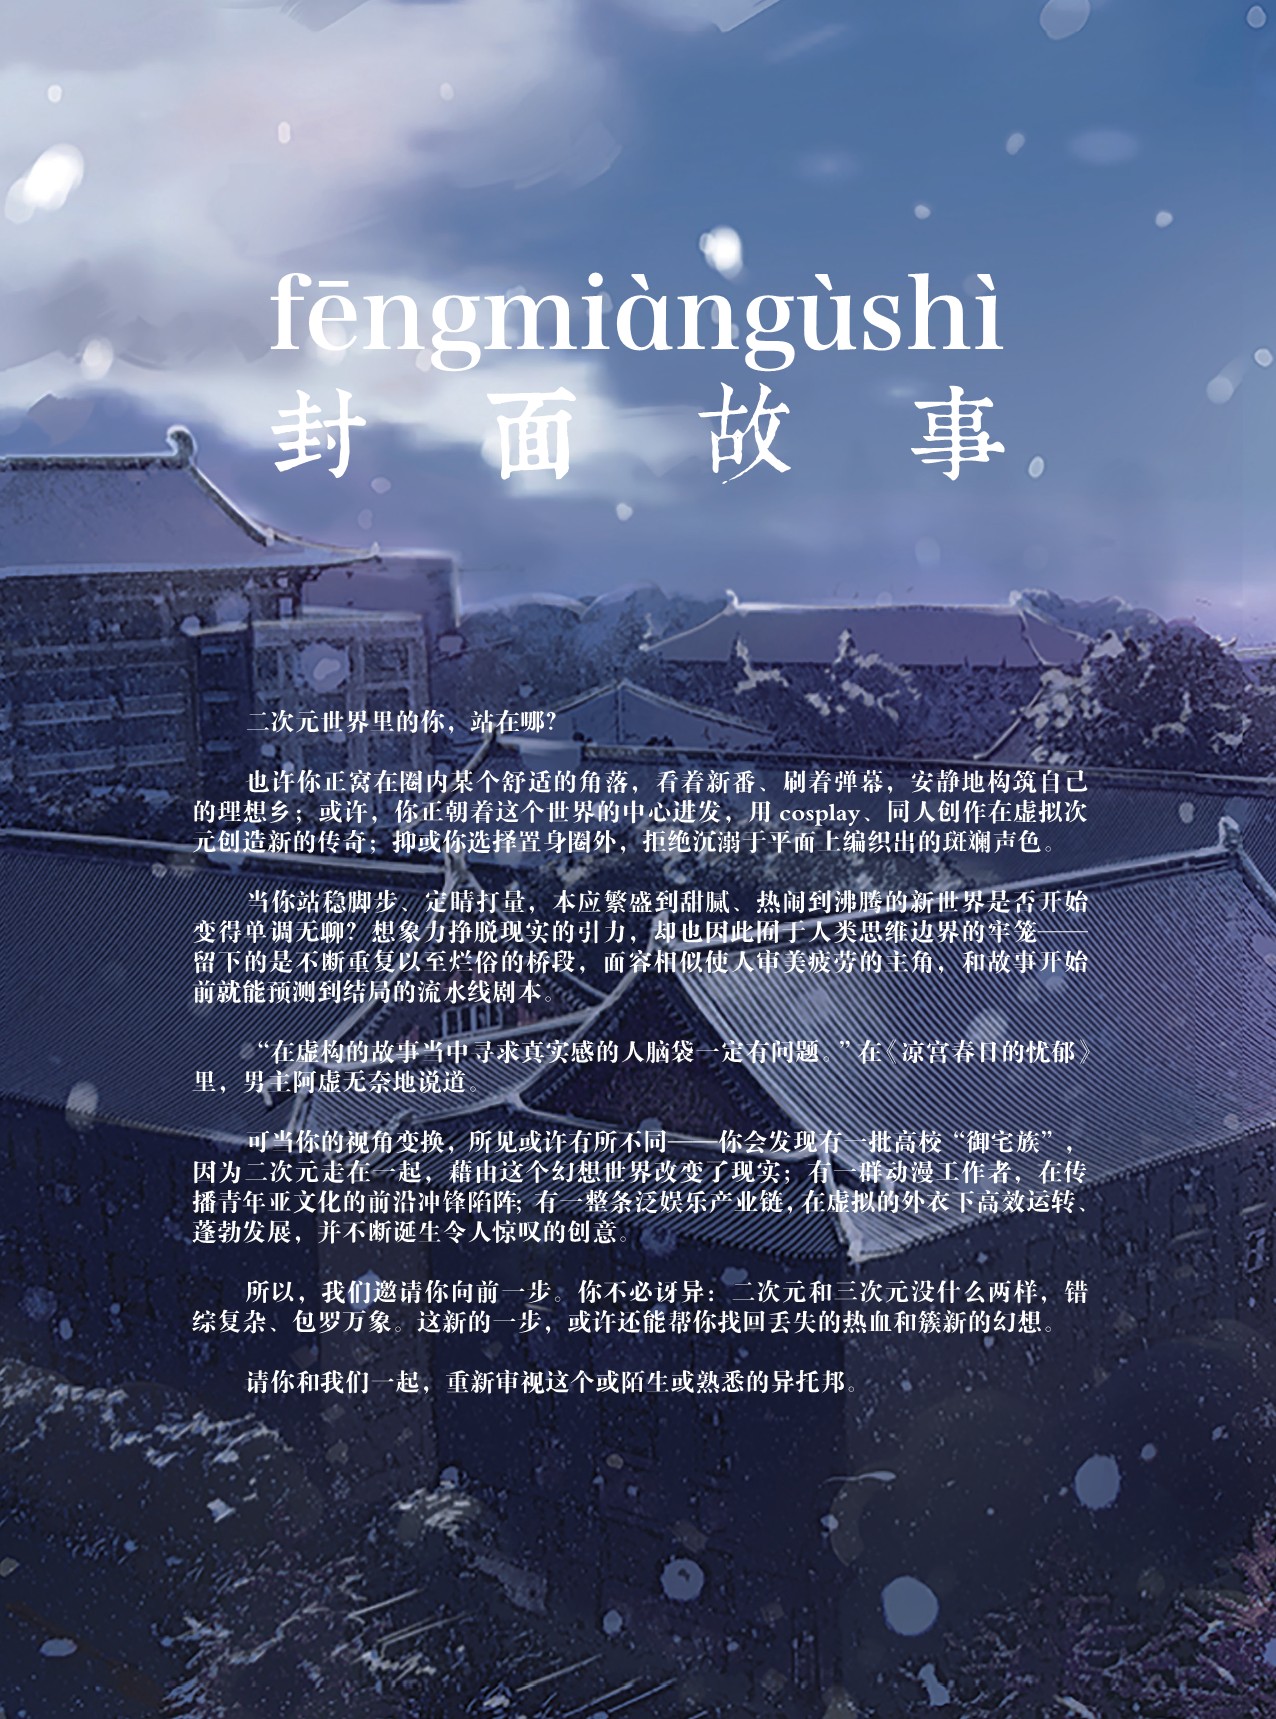 fēngmiàngùshì
封面故事
二次元世界里的你，站在哪？
也许你正窝在圈内某个舒适的角落，看着新番、刷着弹幕，安静地构筑自己
的理想乡；或许，你正朝着这个世界的中心进发，用 cosplay、同人创作在虚拟次
元创造新的传奇；抑或你选择置身圈外，拒绝沉溺于平面上编织出的斑斓声色。
当你站稳脚步、定睛打量，本应繁盛到甜腻、热闹到沸腾的新世界是否开始
变得单调无聊？想象力挣脱现实的引力，却也因此囿于人类思维边界的牢笼——
留下的是不断重复以至烂俗的桥段，面容相似使人审美疲劳的主角，和故事开始
前就能预测到结局的流水线剧本。
“在虚构的故事当中寻求真实感的人脑袋一定有问题。”在《凉宫春日的忧郁》
里，男主阿虚无奈地说道。
可当你的视角变换，所见或许有所不同——你会发现有一批高校“御宅族”，
因为二次元走在一起，藉由这个幻想世界改变了现实；有一群动漫工作者，在传
播青年亚文化的前沿冲锋陷阵；有一整条泛娱乐产业链，在虚拟的外衣下高效运转、
蓬勃发展，并不断诞生令人惊叹的创意。
所以，我们邀请你向前一步。你不必讶异：二次元和三次元没什么两样，错
综复杂、包罗万象。这新的一步，或许还能帮你找回丢失的热血和簇新的幻想。
请你和我们一起，重新审视这个或陌生或熟悉的异托邦。